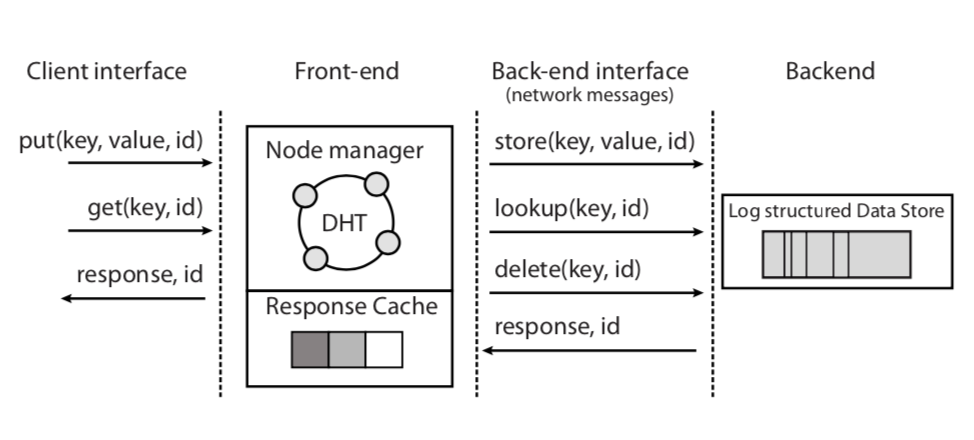 Client interface
Front-end
Back-end interface
(network messages)
Backend
put(key, value, id)
get(key, id)
response, id
Node manager
DHT
Response Cache
store(key, value, id)
lookup(key, id)
delete(key, id)
response, id
Log structured Data Store